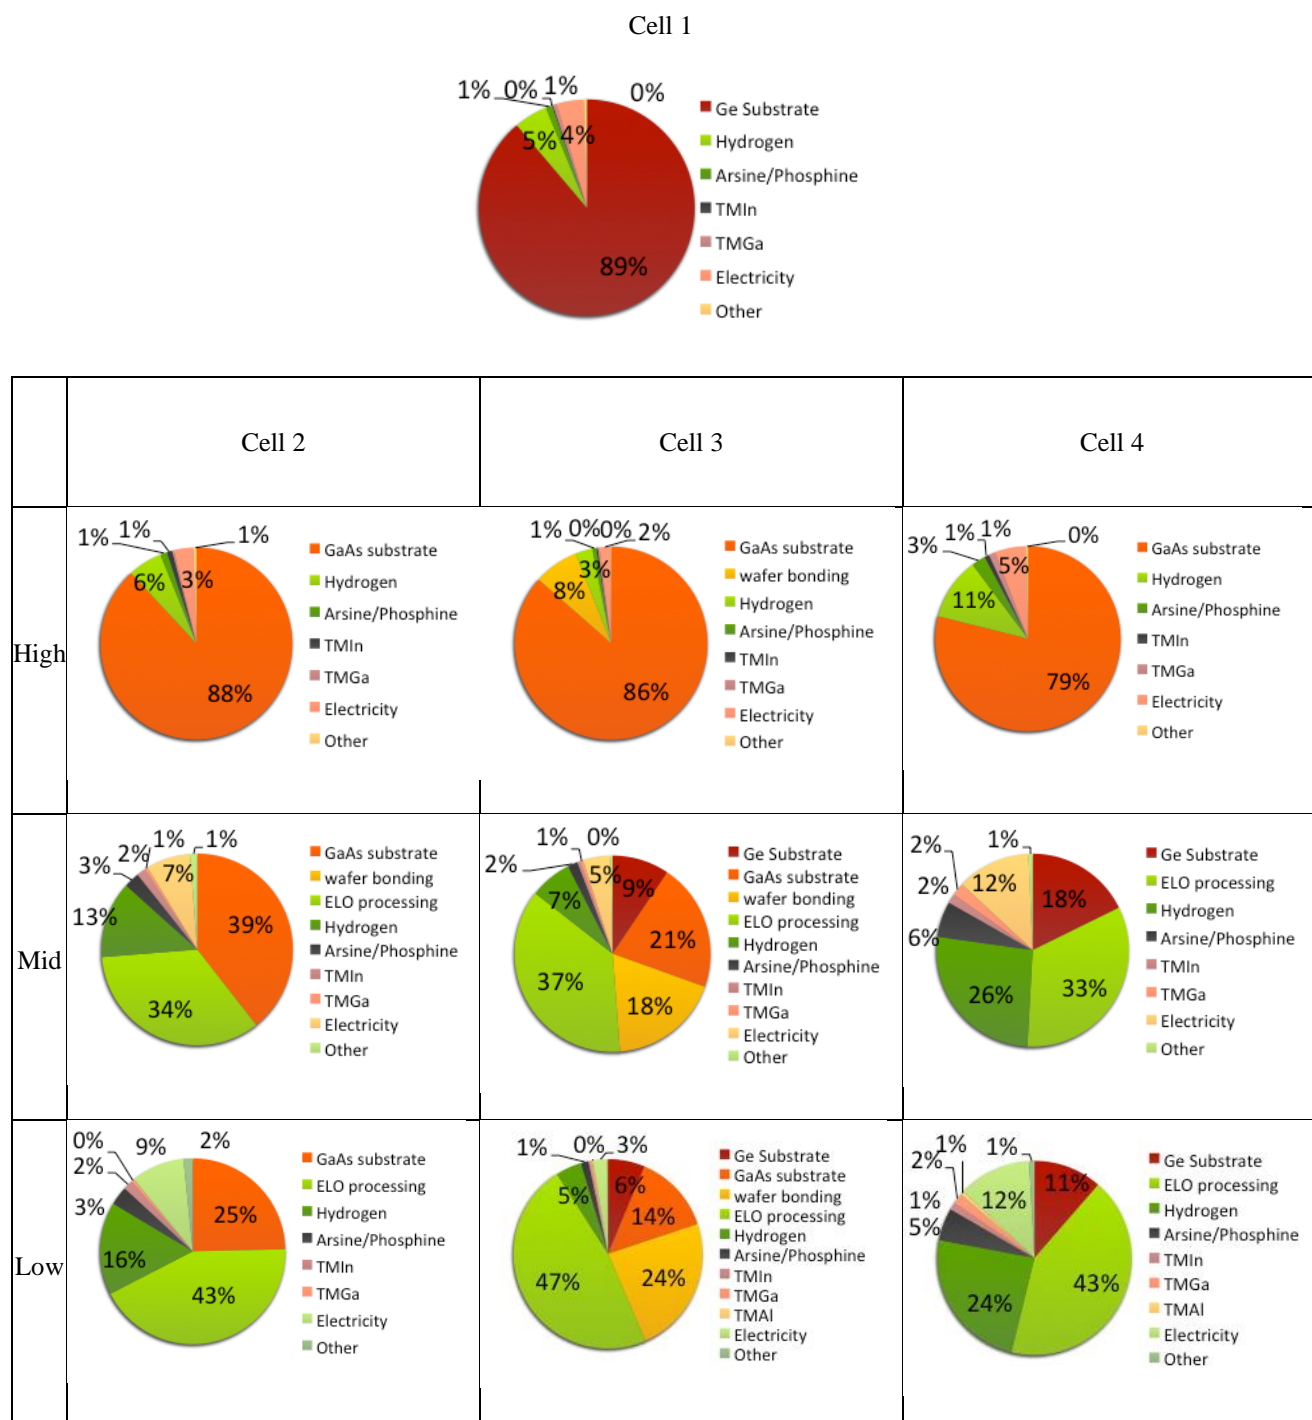 Cell 1
1% 0% 1% 0%
5% 4%
89%
Ge Substrate
Hydrogen
Arsine/Phosphine
TMIn
TMGa
Electricity
Other
Cell 2 Cell 3 Cell 4
High
1% 1% 1%
6% 3%
88%
GaAs substrate
Hydrogen
Arsine/Phosphine
TMIn
TMGa
Electricity
Other
1% 0% 0% 2%
3%
8%
86%
GaAs substrate
wafer bonding
Hydrogen
Arsine/Phosphine
TMIn
TMGa
Electricity
Other
3% 1% 1% 0%
5%
11%
79%
GaAs substrate
Hydrogen
Arsine/Phosphine
TMIn
TMGa
Electricity
Other
Mid
3% 2% 1% 1%
7%
13% 39%
34%
GaAs substrate
wafer bonding
ELO processing
Hydrogen
Arsine/Phosphine
TMIn
TMGa
Electricity
Other
2% 1% 0%
5% 9%
7%
21%
37% 18%
Ge Substrate
GaAs substrate
wafer bonding
ELO processing
Hydrogen
Arsine/Phosphine
TMIn
TMGa
Electricity
Other
2% 1%
2% 12% 18%
6%
26% 33%
Ge Substrate
ELO processing
Hydrogen
Arsine/Phosphine
TMIn
TMGa
Electricity
Other
Low
0% 9% 2%
2%
3% 25%
16%
43%
GaAs substrate
ELO processing
Hydrogen
Arsine/Phosphine
TMIn
TMGa
Electricity
Other
1% 0% 3%
5% 6%
14%
47% 24%
Ge Substrate
GaAs substrate
wafer bonding
ELO processing
Hydrogen
Arsine/Phosphine
TMIn
TMGa
TMAl
Electricity
Other
1% 1%
2%
1% 12% 11%
5%
24% 43%
Ge Substrate
ELO processing
Hydrogen
Arsine/Phosphine
TMIn
TMGa
TMAl
Electricity
Other